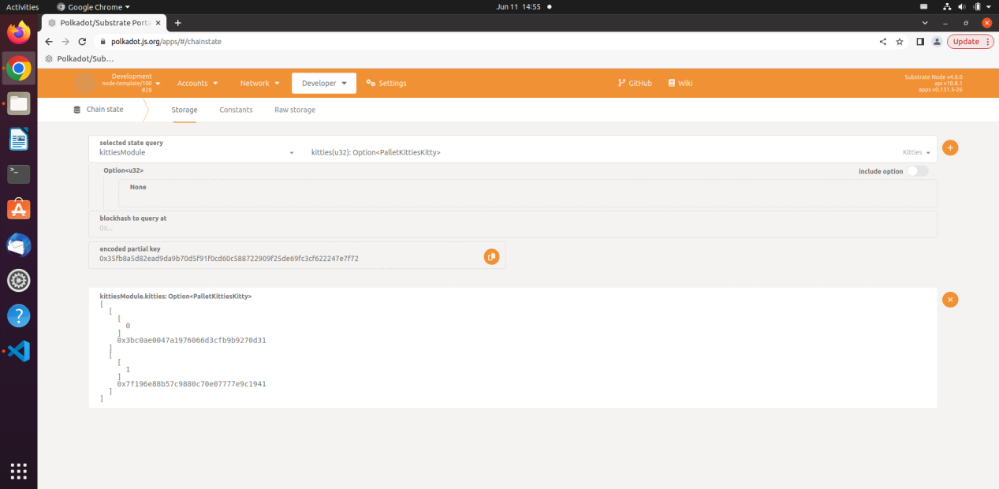 Activities
Google Chrome
Jun 11 14:55
Polkadot/Substrate Porta
polkadot.js.org/apps/#/chainstate
Update
Polkadot/Sub...
Development
node-template/100
#28
Accounts
Network
Developer
Settings
GitHub
Wiki
Substrate Node v4.0.0
api v10.8.1
apps v0.131.5-26
Chain state
Storage
Constants
Raw storage
selected state query
kittiesModule
kitties(u32): Option<PalletKittiesKitty>
Kitties
Option<u32>
include option
None
blockhash to query at
0x...
encoded partial key
0x35fb8a5d82ead9da9b70d5f91f0cd60c588722909f25de69fc3cf622247e7f72
kittiesModule.kitties: Option<PalletKittiesKitty>
[
[
[
0
]
0x3bc0ae0047a1976066d3cfb9b9270d31
]
[
[
1
]
0x7f196e88b57c9880c70e07777e9c1941
]
]